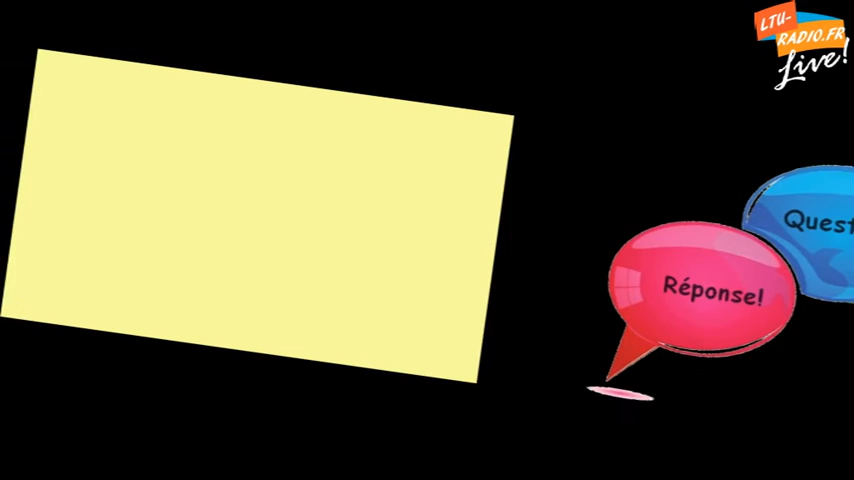 LTU-
RADIO.FR
Live!
Quest
Réponse!